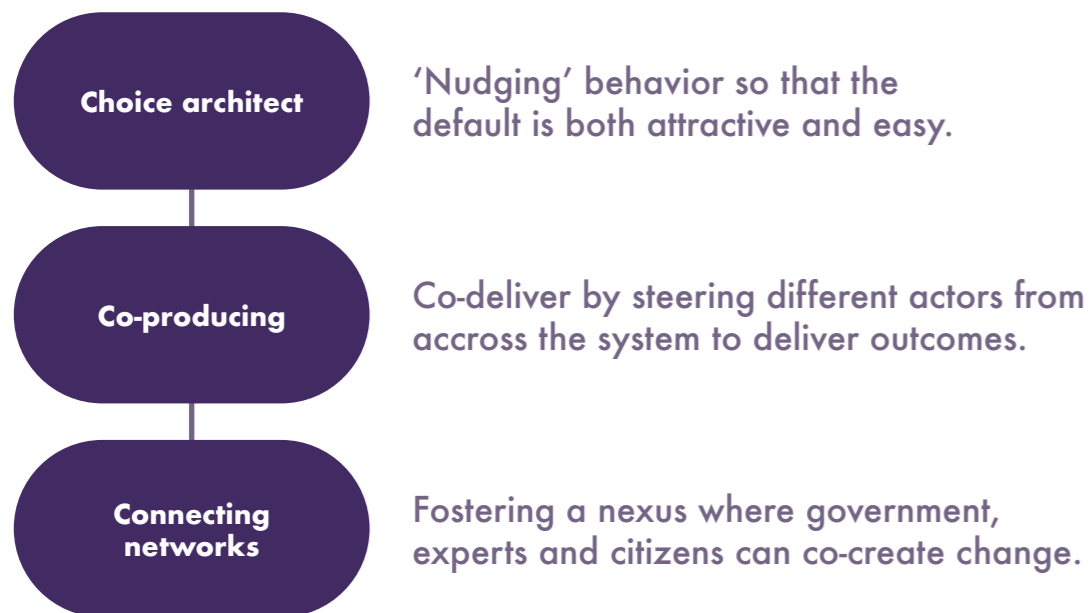 Choice architect
‘Nudging’ behavior so that the
default is both attractive and easy.
Co-producing
Co-deliver by steering different actors from
accross the system to deliver outcomes.
Connecting
networks
Fostering a nexus where government,
experts and citizens can co-create change.